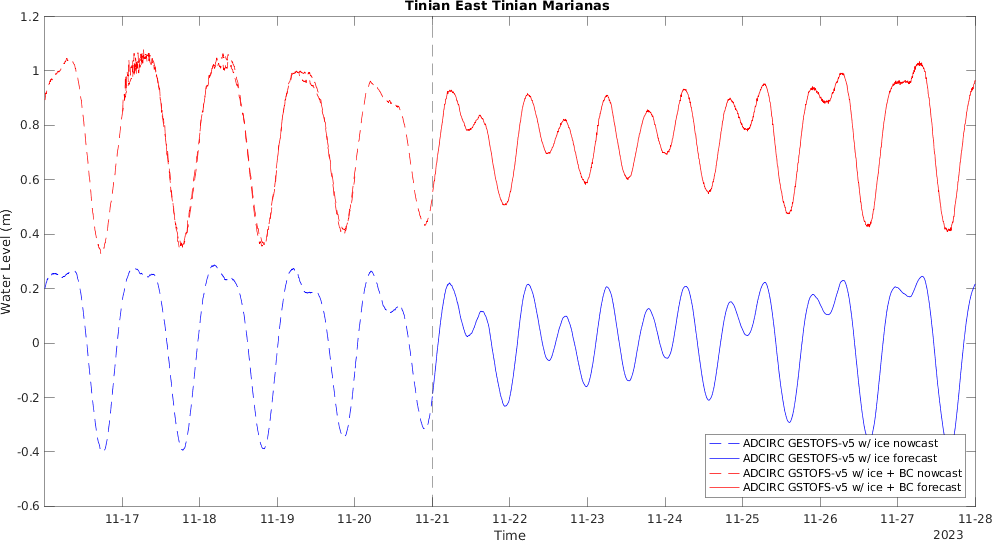 Tinian East Tinian Marianas
1.2
1
0.8
0.6
0.4
0.2
0
-0.2
-0.4
-0.6
Water Level (m)
ADCIRC GESTOFS-v5 w/ ice nowcast
ADCIRC GESTOFS-v5 w/ ice forecast
ADCIRC GSTOFS-v5 w/ ice + BC nowcast
ADCIRC GSTOFS-v5 w/ ice + BC forecast
11-17 11-18 11-19 11-20 11-21 11-22 11-23 11-24 11-25 11-26 11-27 11-28
Time
2023